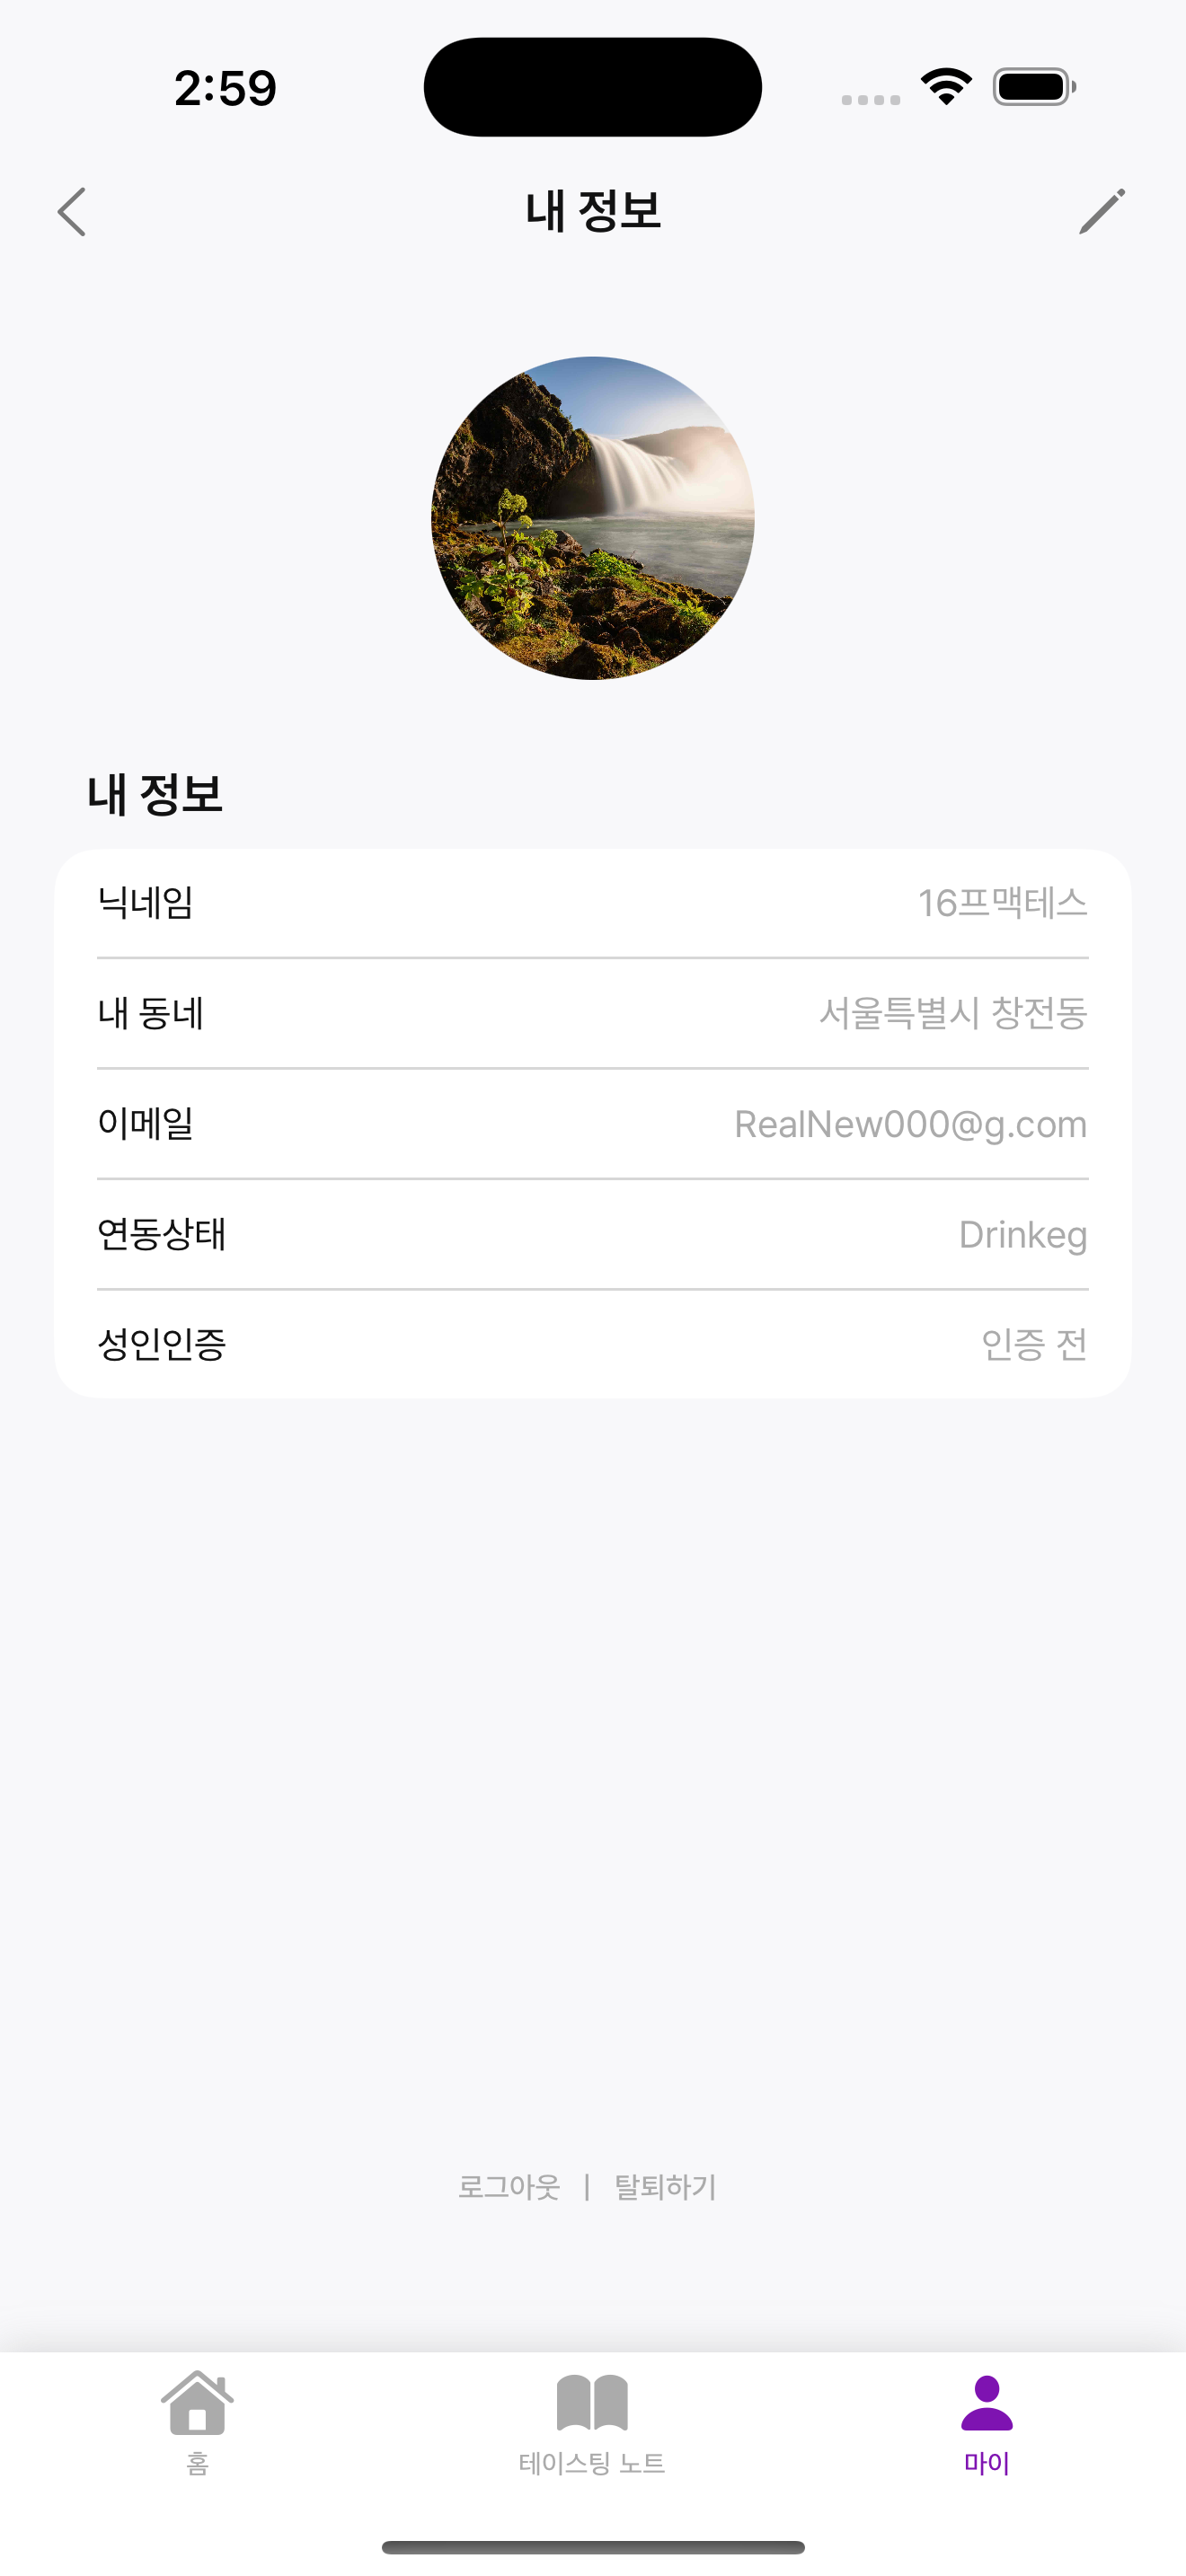 2:59
내 정보
내 정보
닉네임 16프맥테스
내 동네 서울특별시 창전동
이메일 RealNew000@g.com
연동상태 Drinkeg
성인인증 인증 전
로그아웃 | 탈퇴하기
홈 테이스팅 노트 마이